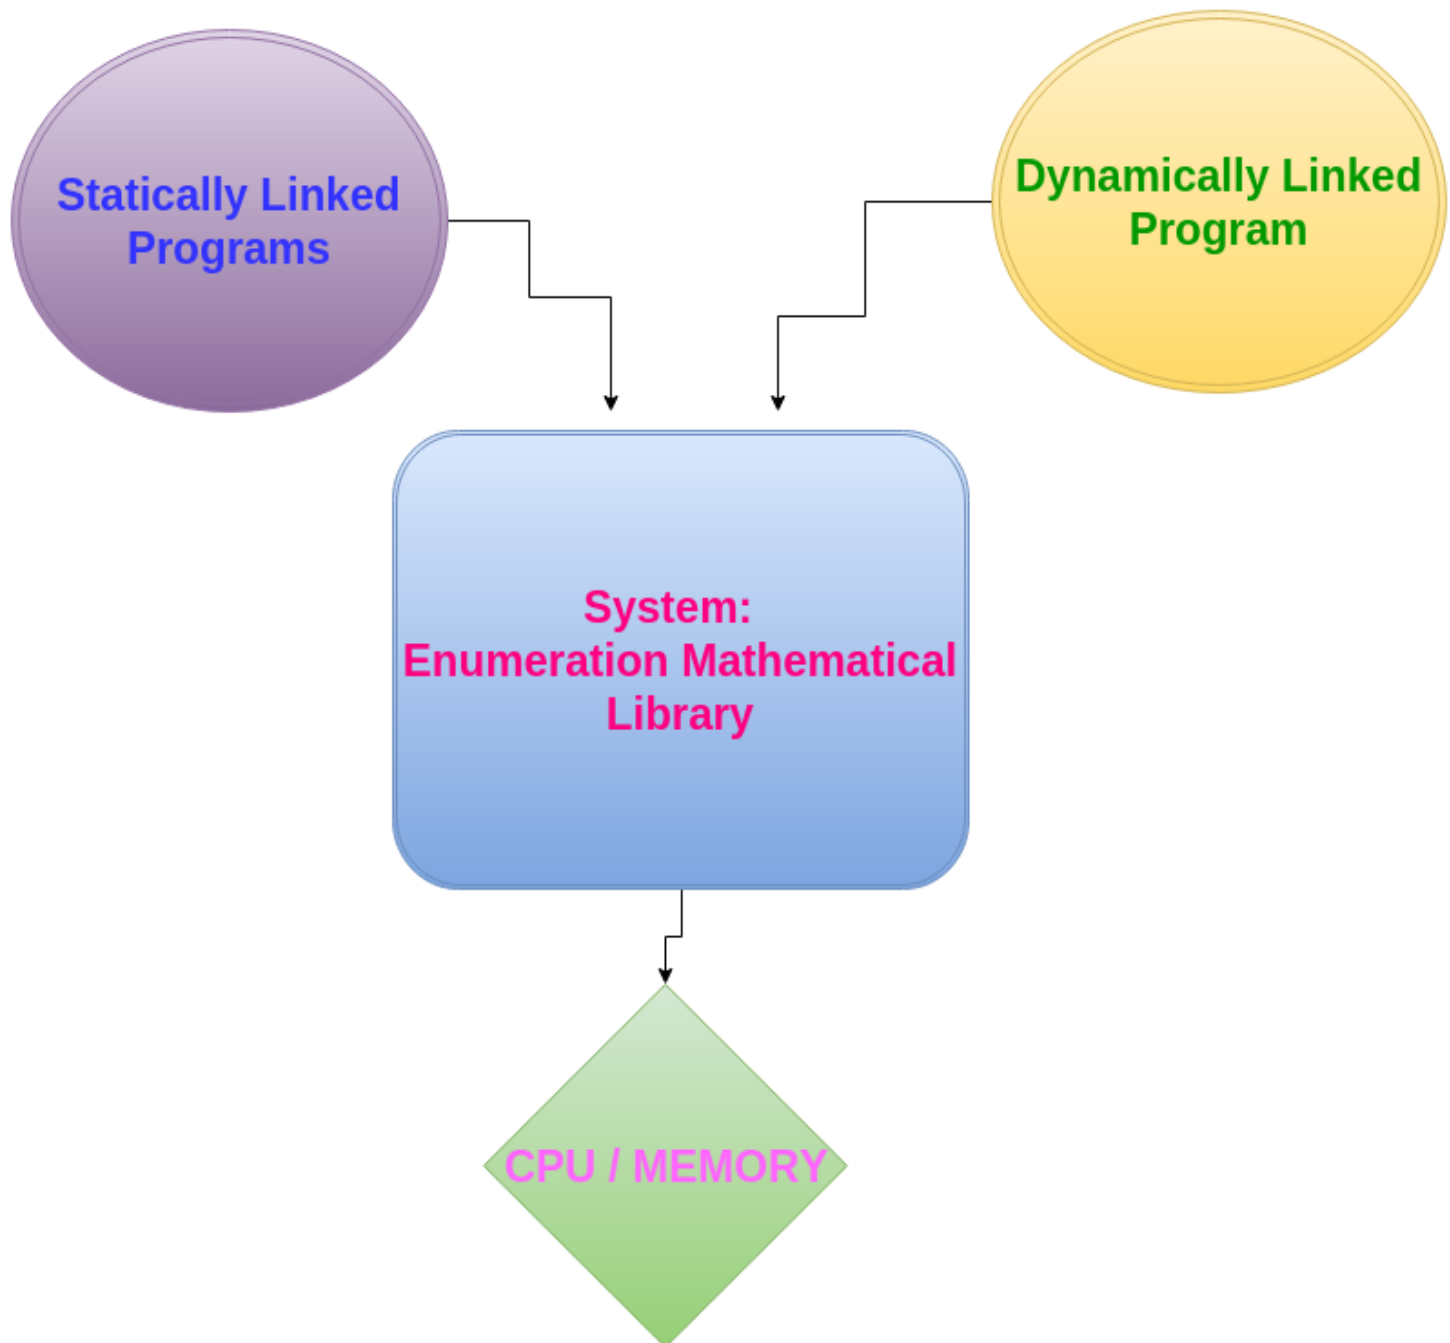 Statically Linked
Programs
Dynamically Linked
Program
System:
Enumeration Mathematical
Library
CPU / MEMORY